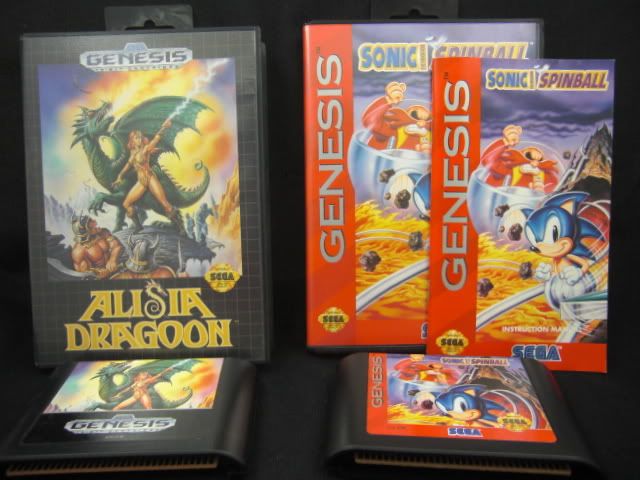 GENESIS
ALISIA
DRAGOON
SEGA
GENESIS
GENESIS
SONIC SPINBALL
SEGA
GENESIS
SONIC SPINBALL
INSTRUCTION MANUAL
SEGA
SEGA
GENESIS
SONIC SPINBALL
SEGA